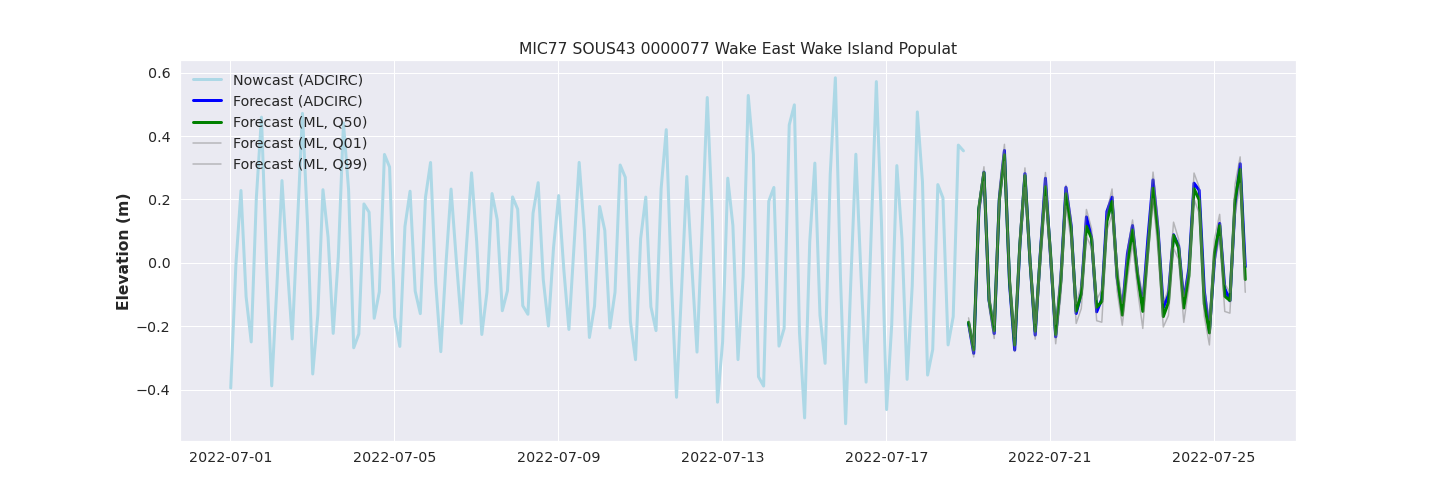 MIC77 SOUS43 0000077 Wake East Wake Island Populat
Nowcast (ADCIRC)
Forecast (ADCIRC)
Forecast (ML, Q50)
Forecast (ML, Q01)
Forecast (ML, Q99)
Elevation (m)
0.6
0.4
0.2
0.0
−0.2
−0.4
2022-07-01 2022-07-05 2022-07-09 2022-07-13 2022-07-17 2022-07-21 2022-07-25